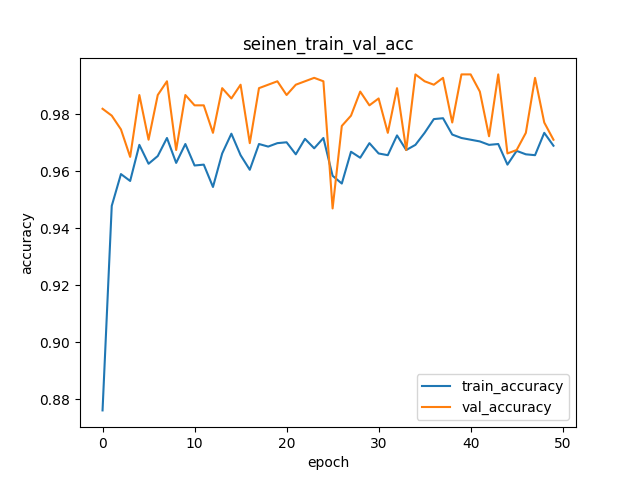 seinen_train_val_acc
accuracy
0.98
0.96
0.94
0.92
0.90
0.88
train_accuracy
val_accuracy
0 10 20 30 40 50
epoch